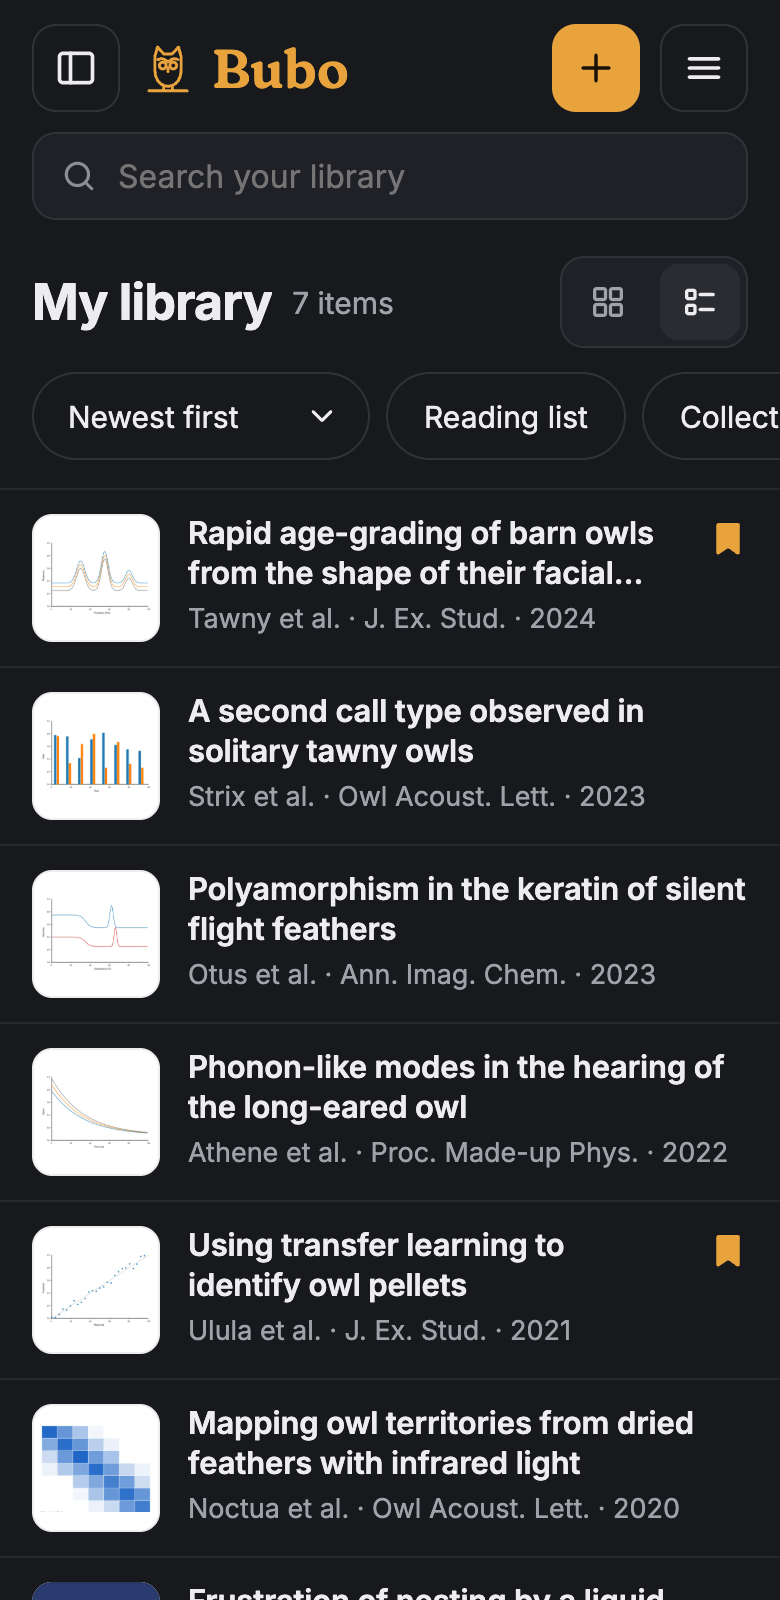 Bubo
Search your library
My library 7 items
Newest first
Reading list
Collect
Rapid age-grading of barn owls
from the shape of their facial...
Tawny et al. · J. Ex. Stud. · 2024
A second call type observed in
solitary tawny owls
Strix et al. · Owl Acoust. Lett. · 2023
Polyamorphism in the keratin of silent
flight feathers
Otus et al. · Ann. Imag. Chem. · 2023
Phonon-like modes in the hearing of
the long-eared owl
Athene et al. · Proc. Made-up Phys. · 2022
Using transfer learning to
identify owl pellets
Ulula et al. · J. Ex. Stud. · 2021
Mapping owl territories from dried
feathers with infrared light
Noctua et al. · Owl Acoust. Lett. · 2020
Frustration of nesting by a liquid